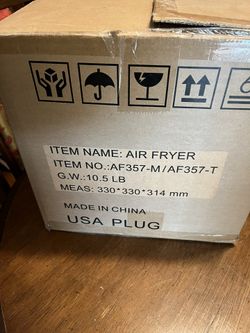 ITEM NAME: AIR FRYER
ITEM NO.:AF357-M/AF357-T
G.W.:10.5 LB
MEAS: 330*330*314 mm
MADE IN CHINA
USA PLUG